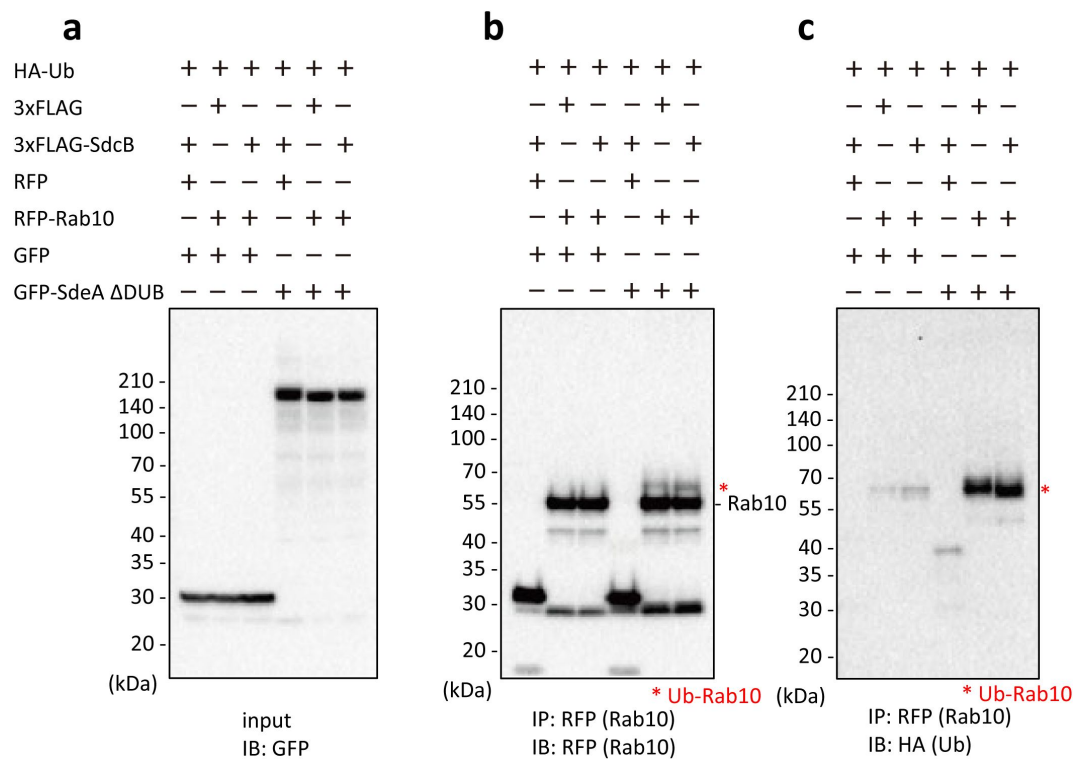 a b c
HA-Ub + + + + + + + + + + + + + + + + + +
3xFLAG − + − − + − − + − − + − − + − − + −
3xFLAG-SdcB + − + + − + + − + + − + + − + + − +
RFP + − − + − − + − − + − − + − − + − −
RFP-Rab10 − + + − + + − + + − + + − + + − + +
GFP + + + − − − + + + − − − + + + − − −
GFP-SdeA ΔDUB − − − + + + − − − + + + − − − + + +
210 -
140 -
100 -
70 -
55 -
40 -
35 -
30 -
20 -
(kDa)
input
IB: GFP
210 -
140 -
100 -
70 -
55 -
40 -
35 -
30 -
20 -
(kDa)
*
- Rab10
* Ub-Rab10
IP: RFP (Rab10)
IB: RFP (Rab10)
210 -
140 -
100 -
70 -
55 -
40 -
35 -
30 -
20 -
(kDa)
*
* Ub-Rab10
IP: RFP (Rab10)
IB: HA (Ub)